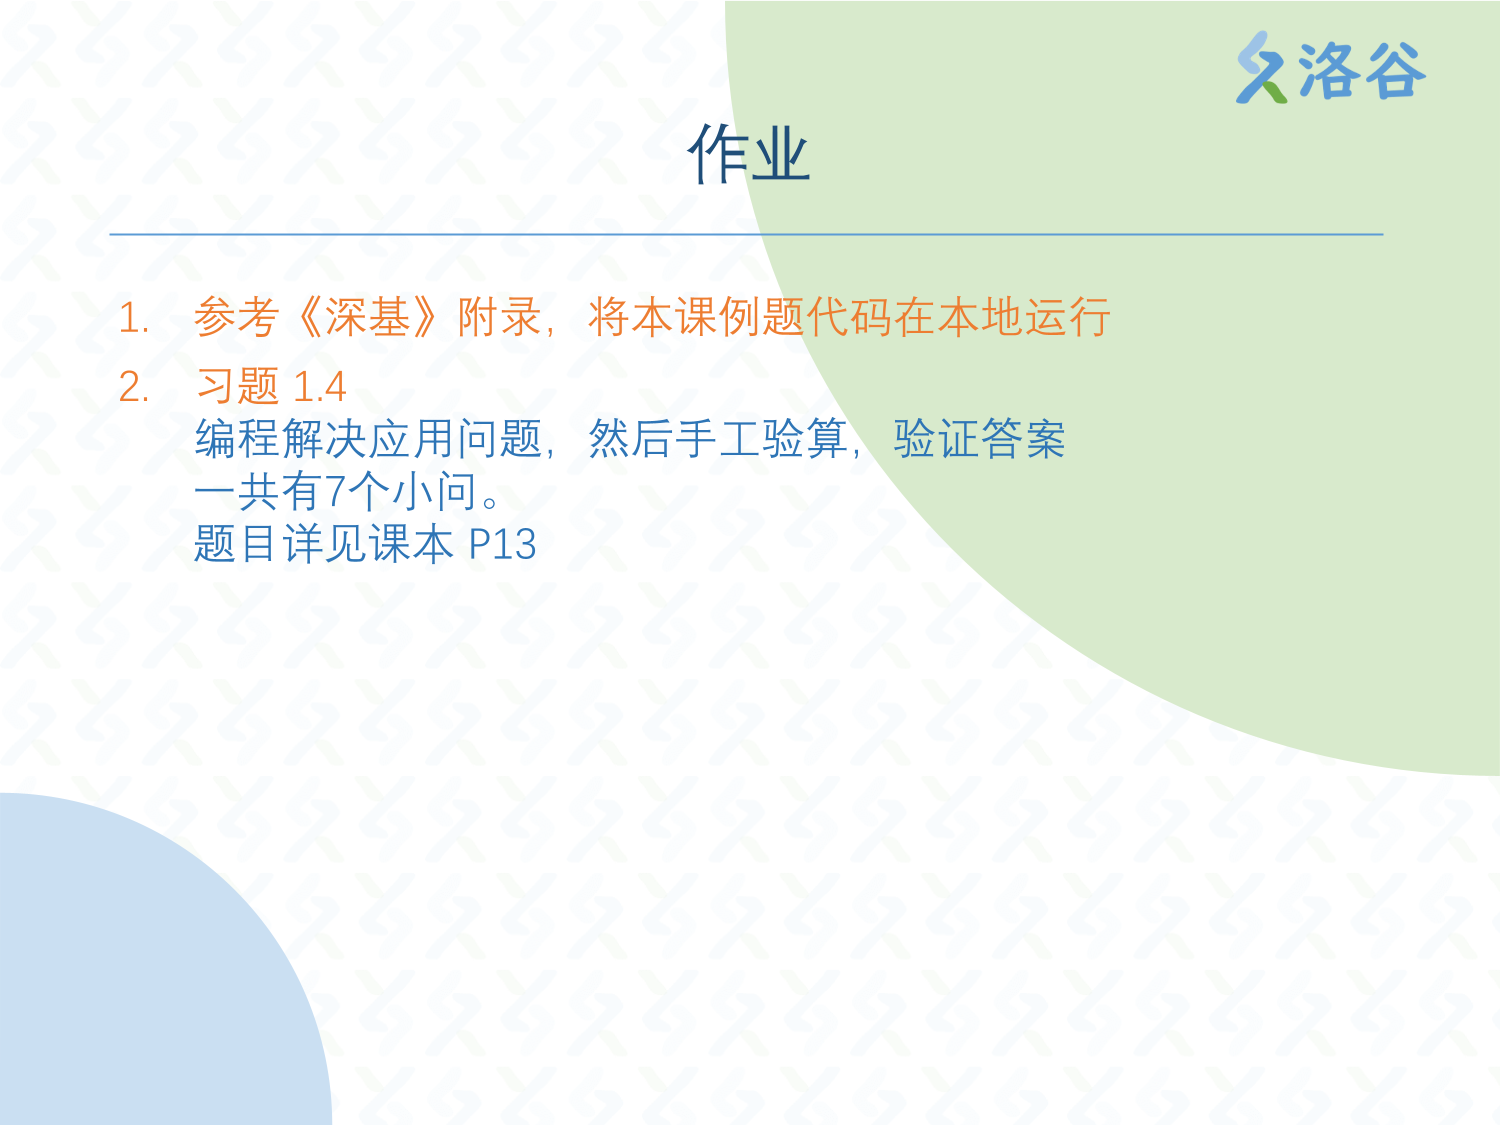 洛谷
作业
1. 参考《深基》附录，将本课例题代码在本地运行
2. 习题 1.4
编程解决应用问题，然后手工验算，验证答案
一共有7个小问。
题目详见课本 P13